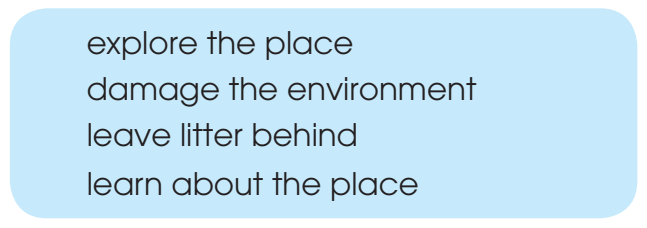 explore the place
damage the environment
leave litter behind
learn about the place